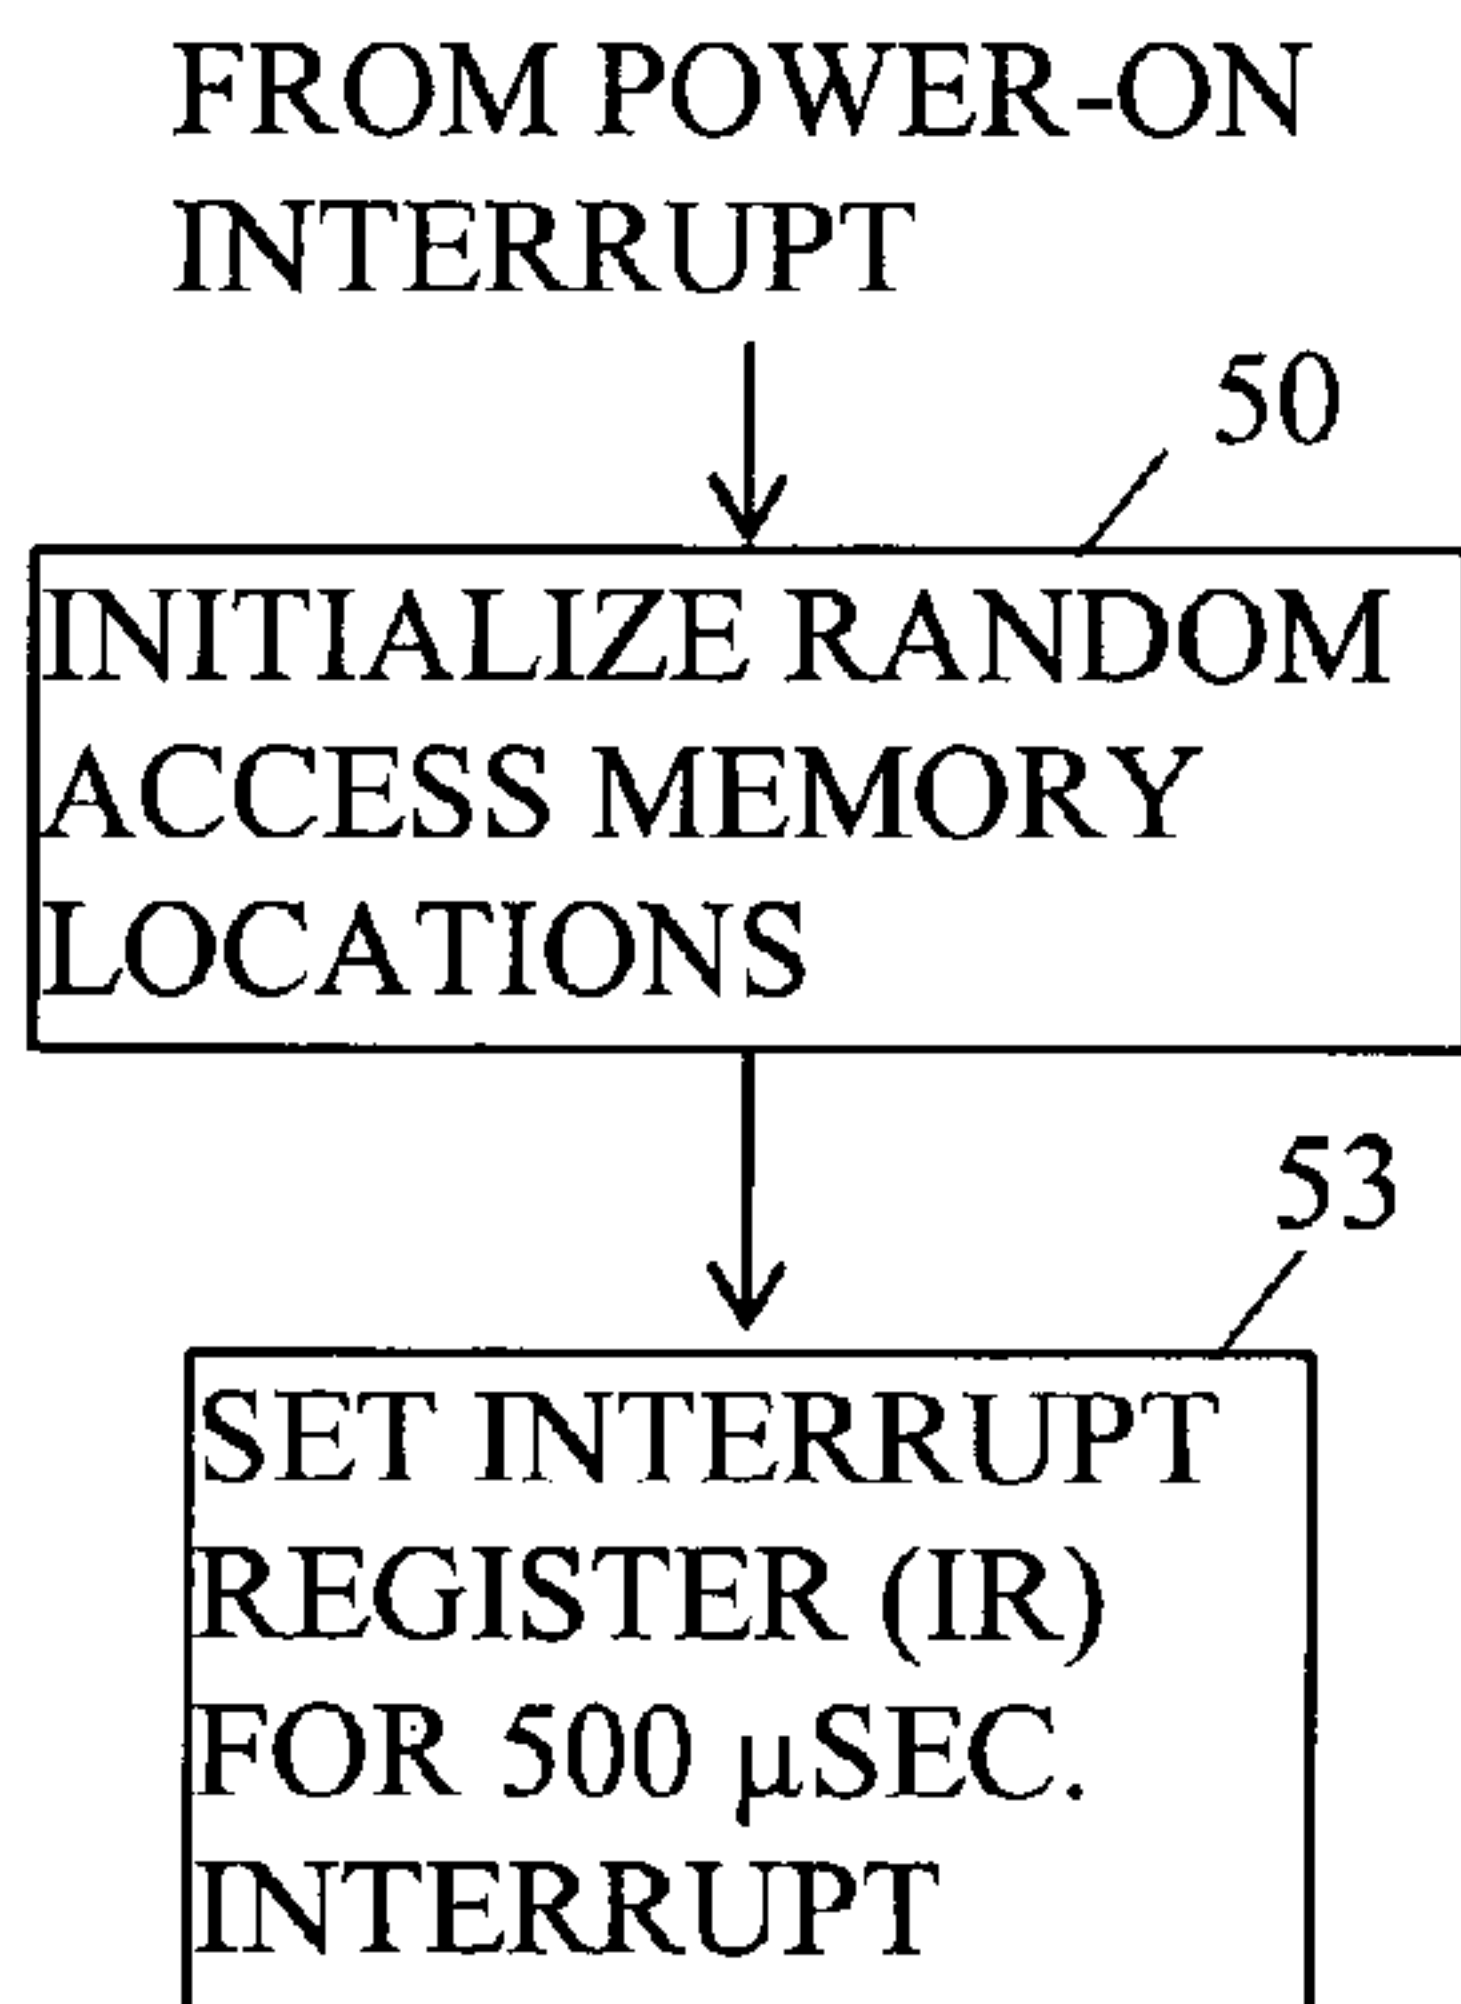 FROM POWER-ON
INTERRUPT
50
INITIALIZE RANDOM
ACCESS MEMORY
LOCATIONS
53
SET INTERRUPT
REGISTER (IR)
FOR 500 µSEC.
INTERRUPT